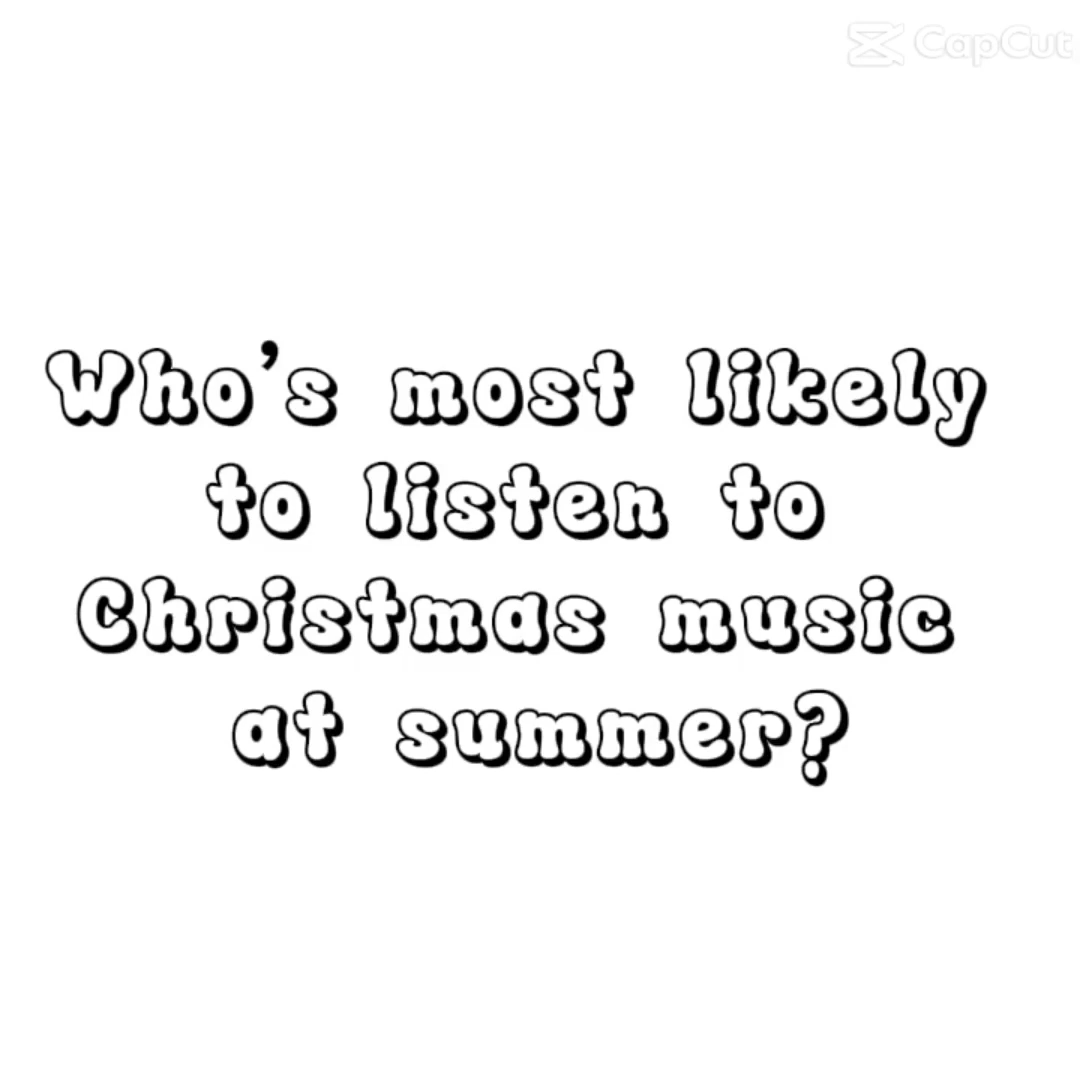 CapCut
Who's most likely
to listen to
Christmas music
at summer?